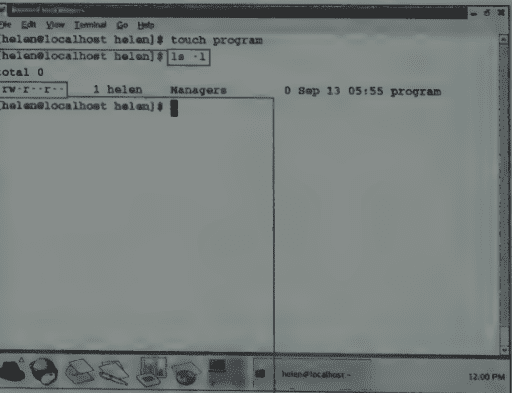 File Edit View Terminal Go Help
[helen@localhost helen]$ touch program
[helen@localhost helen]$ ls -l
total 0
-rw-r--r-- 1 helen Managers 0 Sep 13 05:55 program
[helen@localhost helen]$
helen@localhost:~
12:00 PM